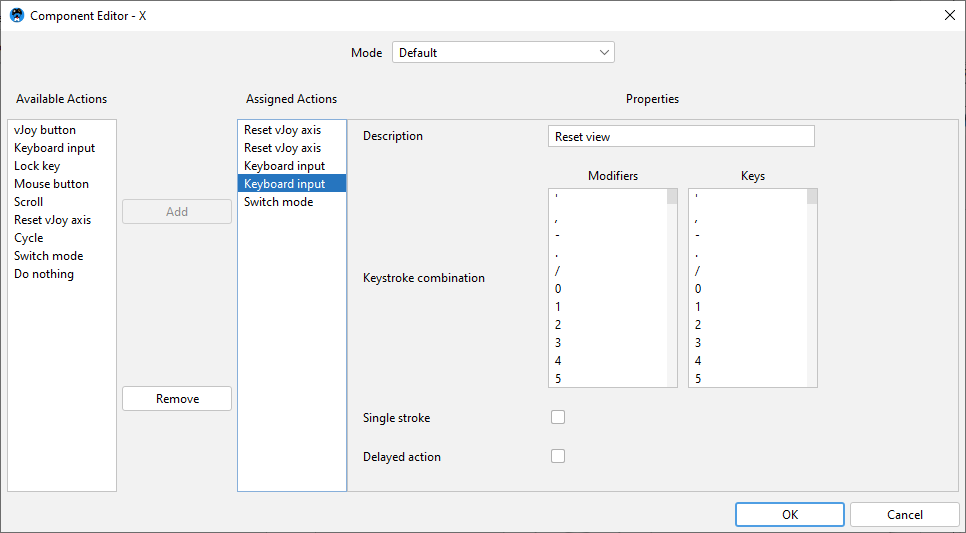 Component Editor - X
Mode Default
Available Actions
vJoy button
Keyboard input
Lock key
Mouse button
Scroll
Reset vJoy axis
Cycle
Switch mode
Do nothing
Add
Remove
Assigned Actions
Reset vJoy axis
Reset vJoy axis
Keyboard input
Keyboard input
Switch mode
Properties
Description Reset view
Keystroke combination
Modifiers
'
,
-
.
/
0
1
2
3
4
5
Keys
'
,
-
.
/
0
1
2
3
4
5
Single stroke
Delayed action
OK Cancel